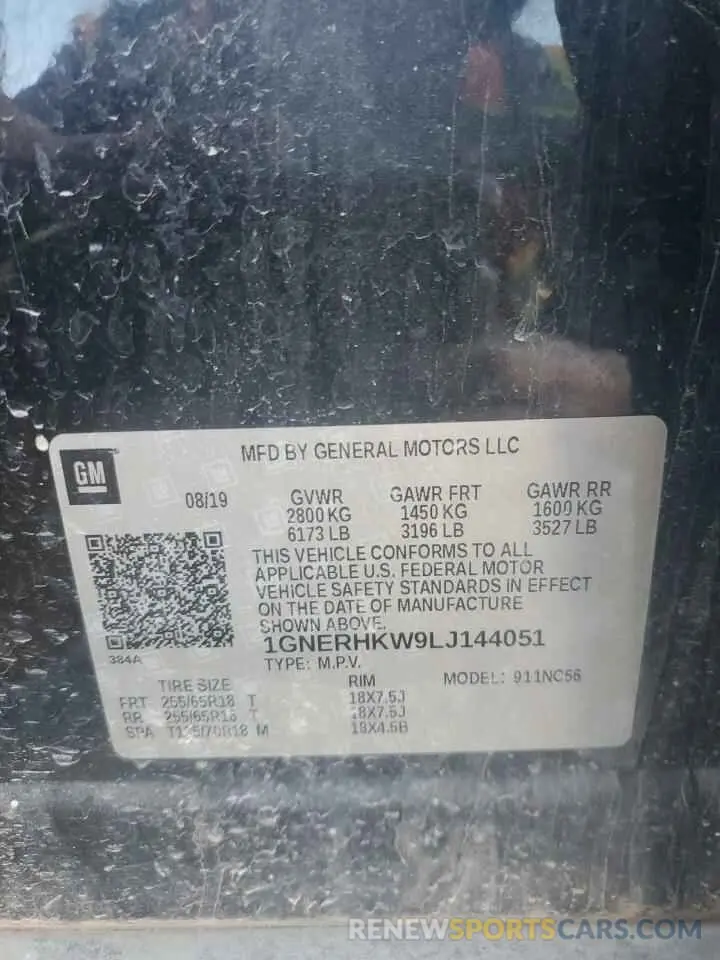 GM
MFD BY GENERAL MOTORS LLC
08/19 GVWR GAWR FRT GAWR RR
2800 KG 1450 KG 1600 KG
6173 LB 3196 LB 3527 LB
THIS VEHICLE CONFORMS TO ALL
APPLICABLE U.S. FEDERAL MOTOR
VEHICLE SAFETY STANDARDS IN EFFECT
ON THE DATE OF MANUFACTURE
SHOWN ABOVE.
1GNERHKW9LJ144051
384A
TYPE: M.P.V.
TIRE SIZE RIM MODEL: 911NC56
FRT 255/65R18 T 18X7.5J
RR 255/65R18 T 18X7.5J
SPA T135/70R18 M 18X4.5B
RENEWSPORTSCARS.COM